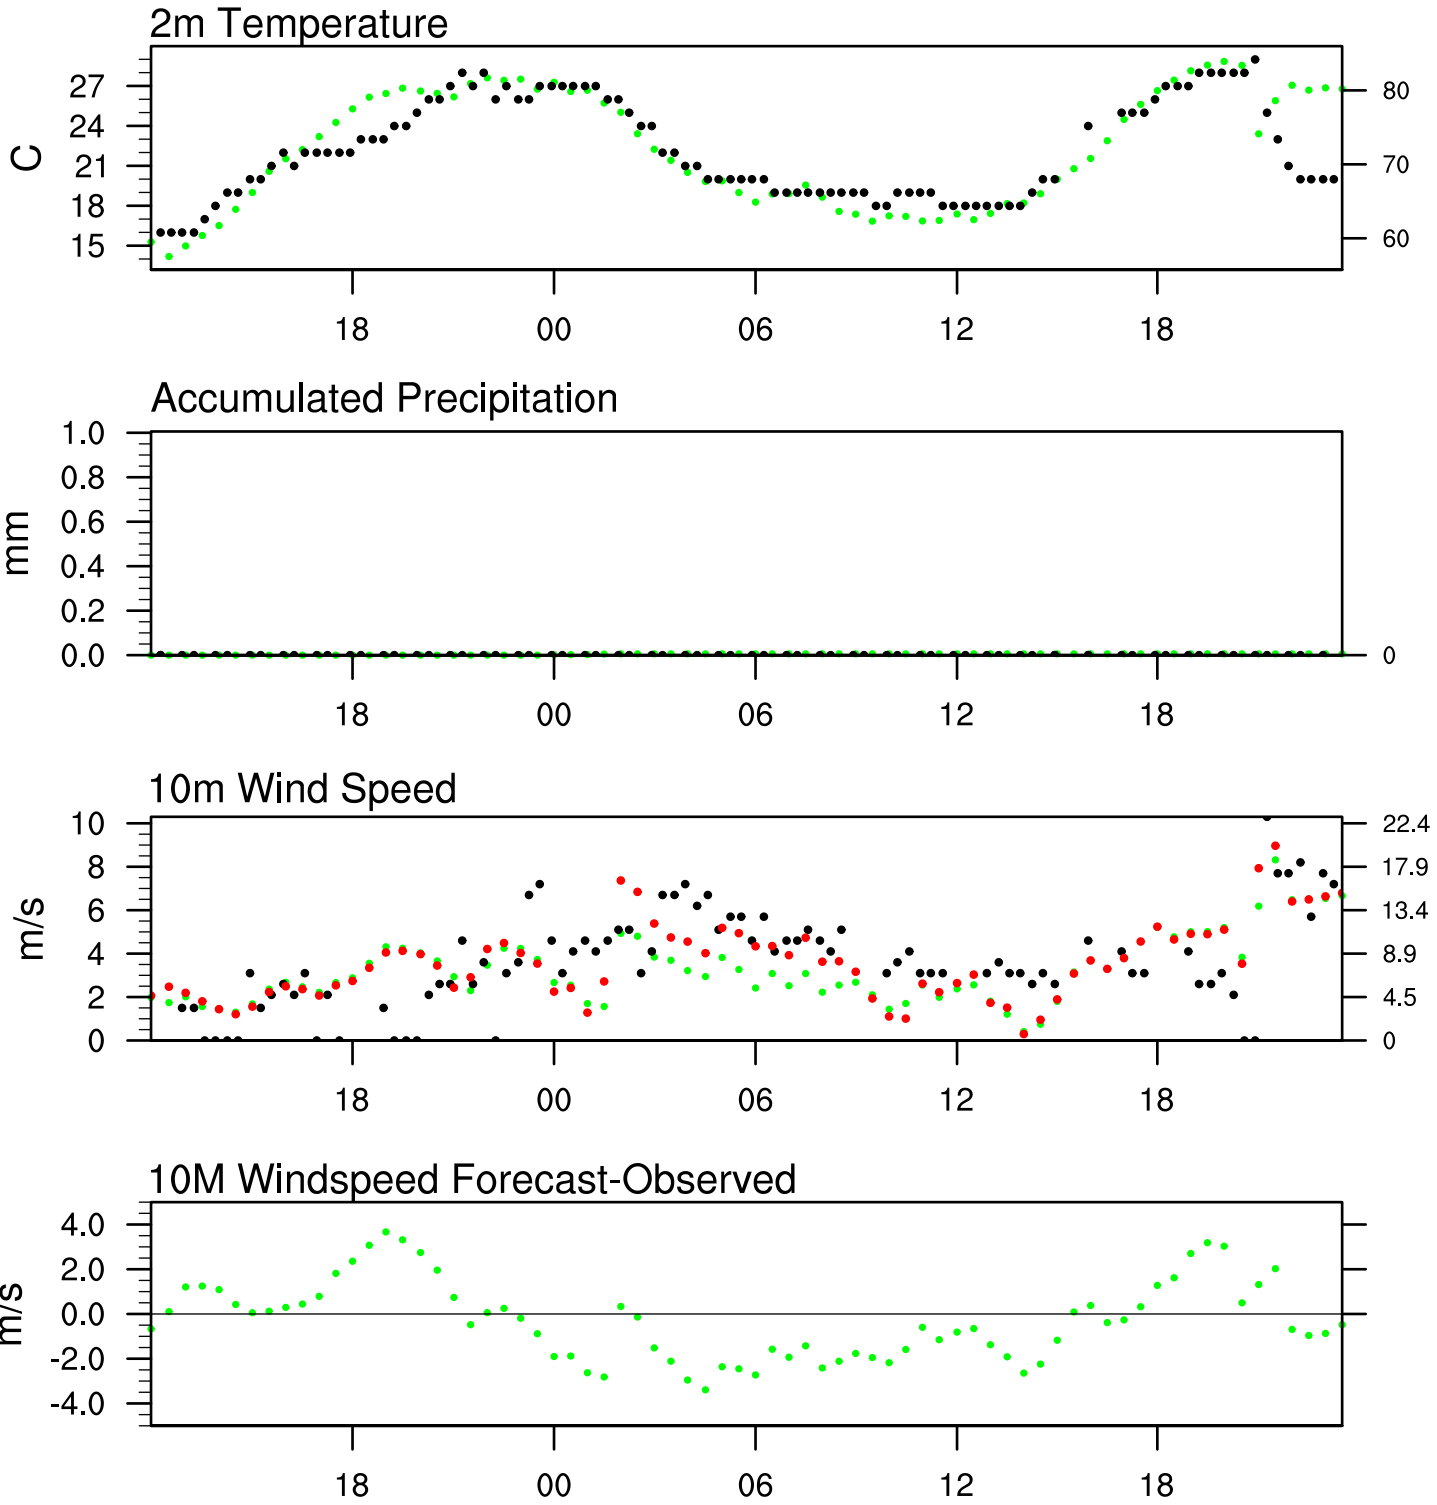 2m Temperature
C
27
24
21
18
15
80
70
60
18 00 06 12 18
Accumulated Precipitation
mm
1.0
0.8
0.6
0.4
0.2
0.0
0
18 00 06 12 18
10m Wind Speed
m/s
10
8
6
4
2
0
22.4
17.9
13.4
8.9
4.5
0
18 00 06 12 18
10M Windspeed Forecast-Observed
m/s
4.0
2.0
0.0
-2.0
-4.0
18 00 06 12 18